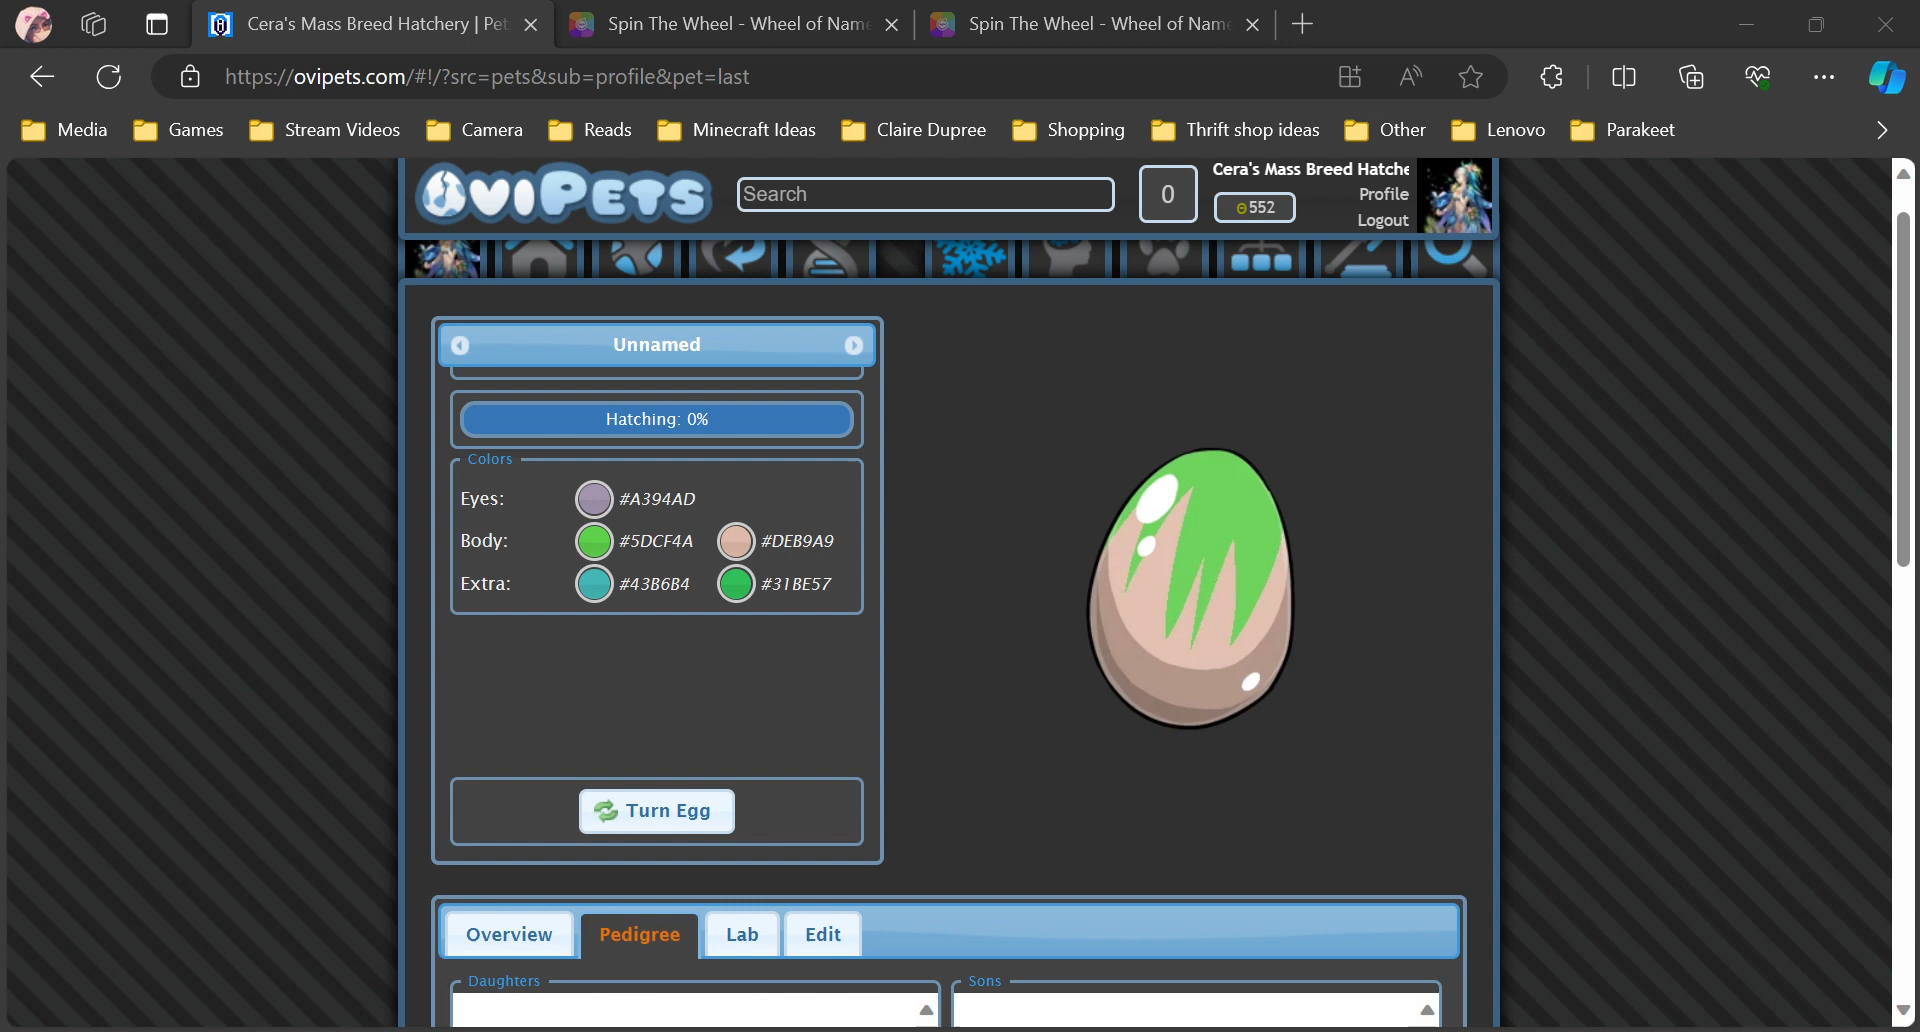 Cera's Mass Breed Hatchery | Pets
Spin The Wheel - Wheel of Name
Spin The Wheel - Wheel of Name
https://ovipets.com/#!/?src=pets&sub=profile&pet=last
Media
Games
Stream Videos
Camera
Reads
Minecraft Ideas
Claire Dupree
Shopping
Thrift shop ideas
Other
Lenovo
Parakeet
OviPets
Search
0
Cera's Mass Breed Hatche
552
Profile
Logout
Unnamed
Hatching: 0%
Colors
Eyes: #A394AD
Body: #5DCF4A #DEB9A9
Extra: #43B6B4 #31BE57
Turn Egg
Overview
Pedigree
Lab
Edit
Daughters
Sons